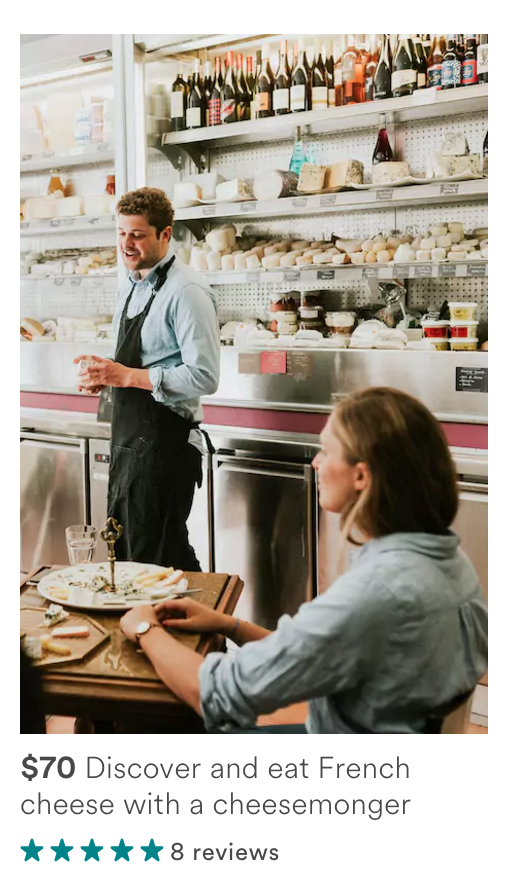 $70 Discover and eat French
cheese with a cheesemonger
8 reviews